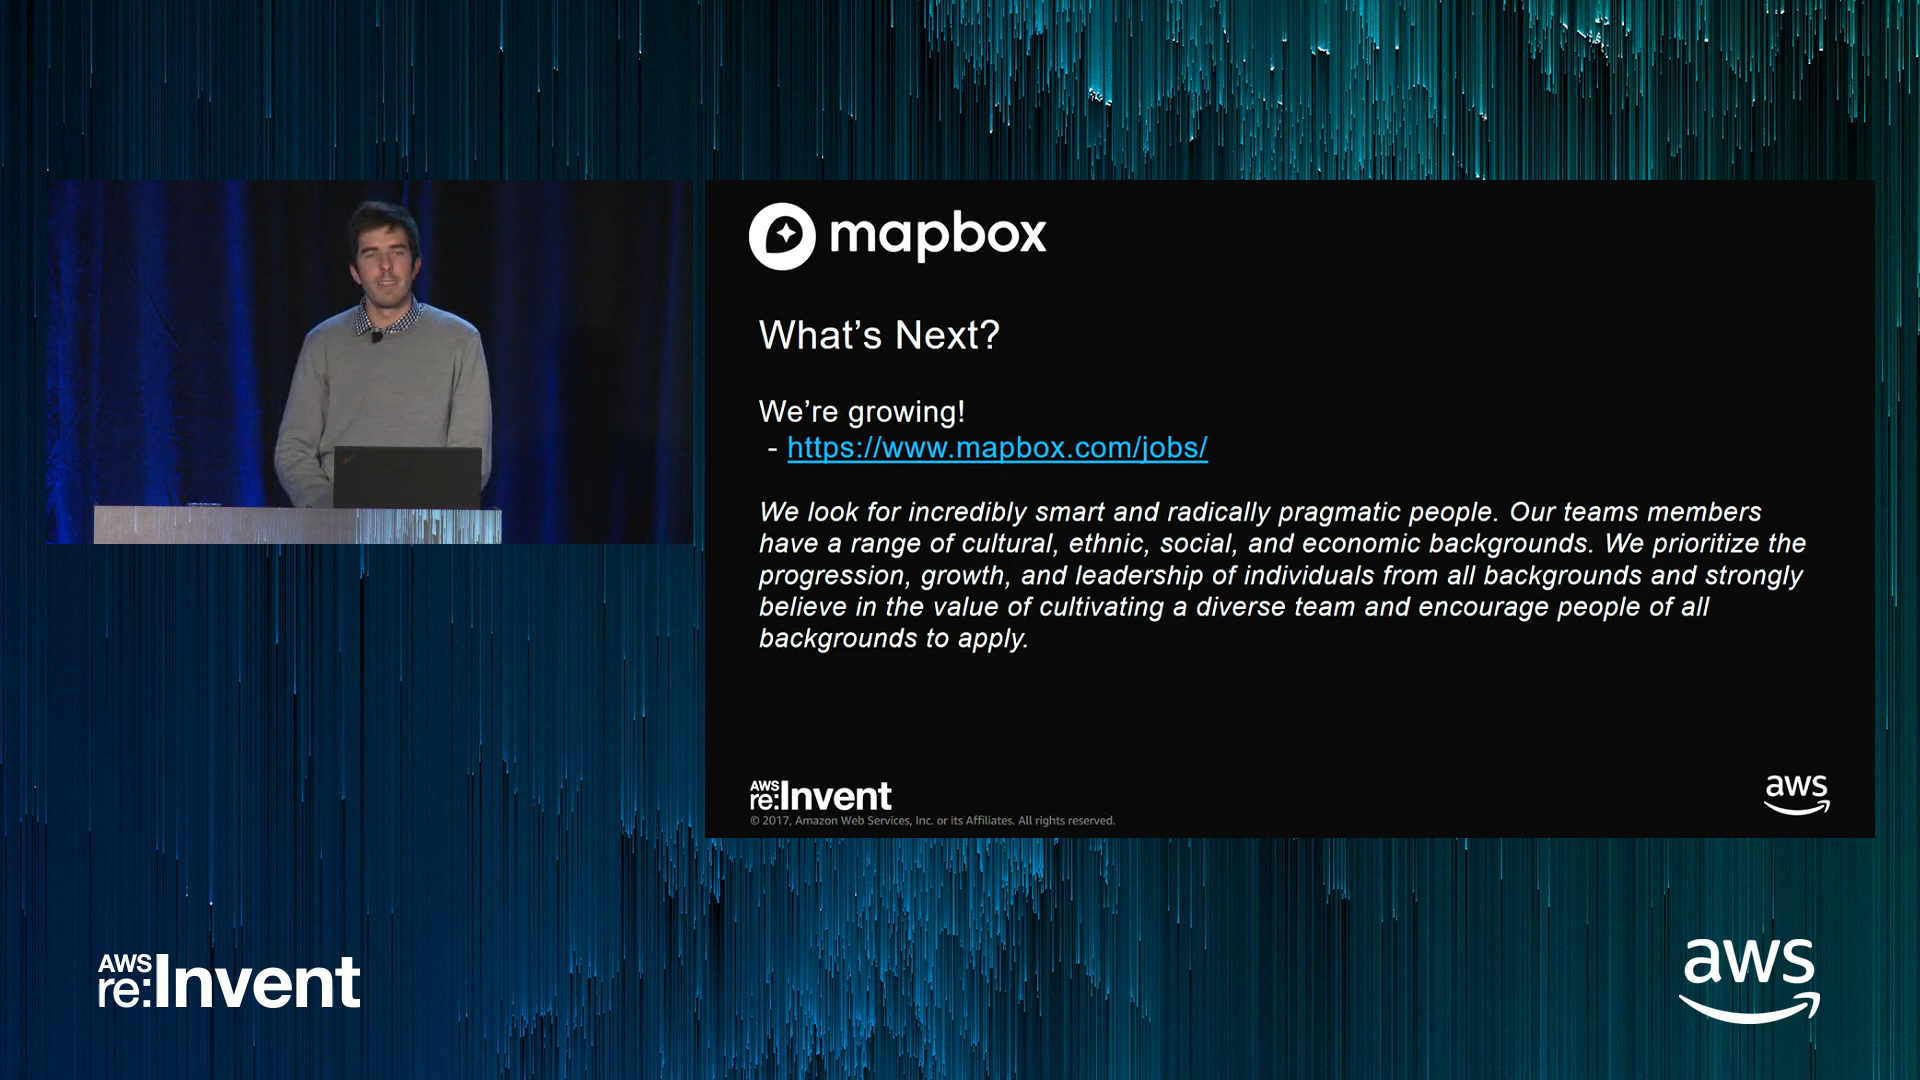 mapbox
What's Next?
We're growing!
- https://www.mapbox.com/jobs/
We look for incredibly smart and radically pragmatic people. Our teams members
have a range of cultural, ethnic, social, and economic backgrounds. We prioritize the
progression, growth, and leadership of individuals from all backgrounds and strongly
believe in the value of cultivating a diverse team and encourage people of all
backgrounds to apply.
AWS
re:Invent
© 2017, Amazon Web Services, Inc. or its Affiliates. All rights reserved.
aws
AWS
re:Invent
aws